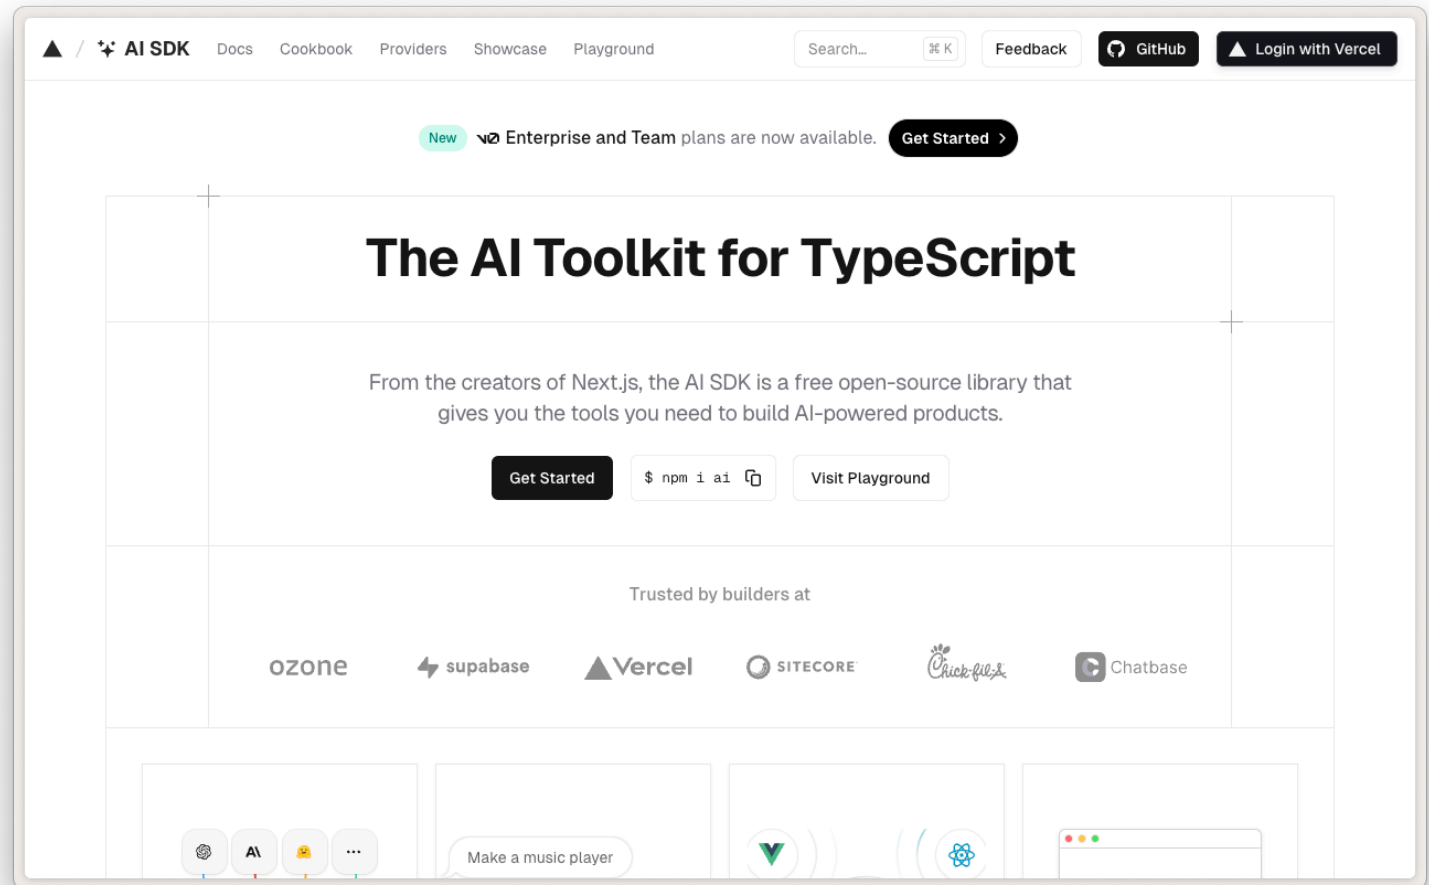 AI SDK Docs Cookbook Providers Showcase Playground Search... ⌘ K Feedback GitHub Login with Vercel
New v0 Enterprise and Team plans are now available. Get Started
The AI Toolkit for TypeScript
From the creators of Next.js, the AI SDK is a free open-source library that
gives you the tools you need to build AI-powered products.
Get Started $ npm i ai Visit Playground
Trusted by builders at
ozone supabase Vercel SITECORE Chick-fil-A Chatbase
A\ ... Make a music player